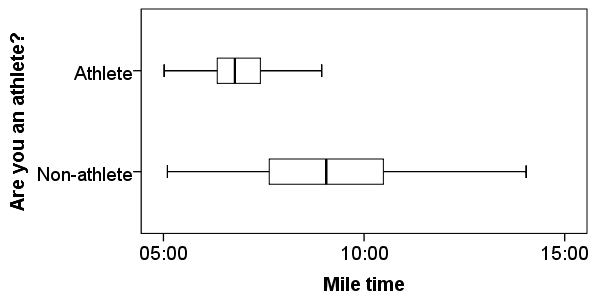 Are you an athlete?
Athlete
Non-athlete
05:00 10:00 15:00
Mile time